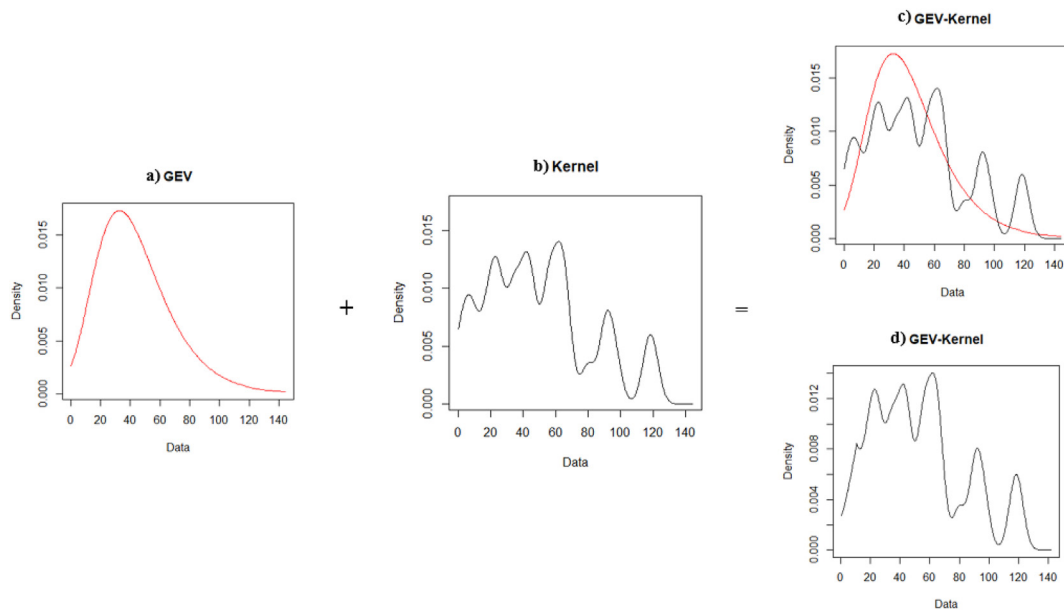 a) GEV
Density
0.000 0.005 0.010 0.015
0 20 40 60 80 100 120 140
Data
+
b) Kernel
Density
0.000 0.005 0.010 0.015
0 20 40 60 80 100 120 140
Data
=
c) GEV-Kernel
Density
0.000 0.005 0.010 0.015
0 20 40 60 80 100 120 140
Data
d) GEV-Kernel
Density
0.000 0.004 0.008 0.012
0 20 40 60 80 100 120 140
Data